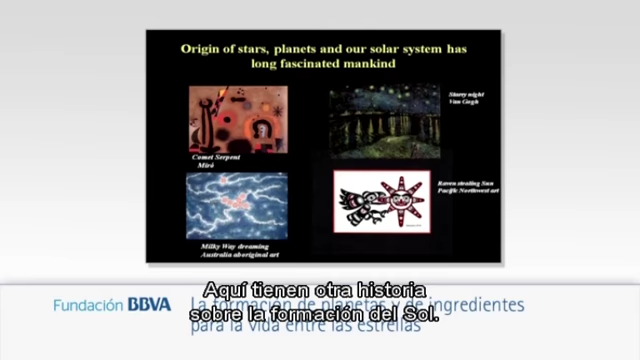 Origin of stars, planets and our solar system has
long fascinated mankind
Starry night
Van Gogh
Comet Serpent
Miró
Raven stealing Sun
Pacific Northwest art
Milky Way dreaming
Australia aboriginal art
Aquí tienen otra historia
sobre la formación del Sol.
Fundación BBVA
La formación de planetas y de ingredientes
para la vida entre las estrellas